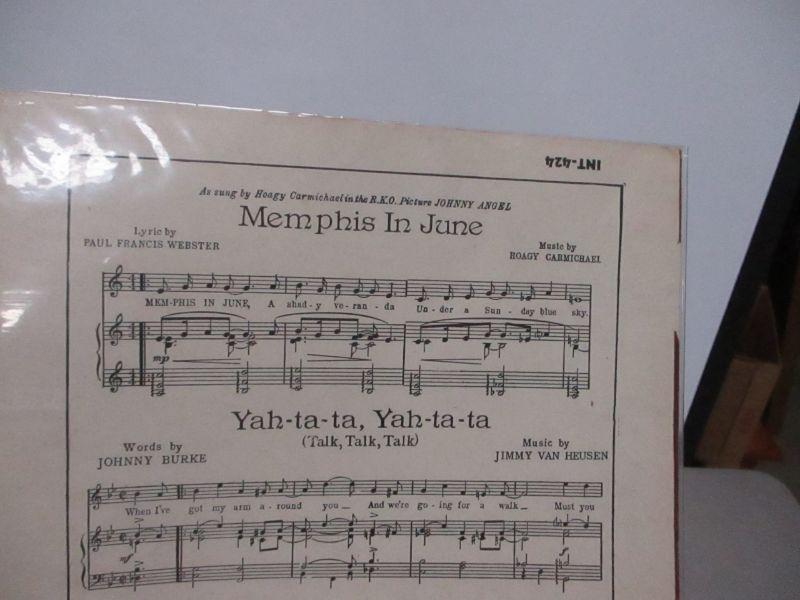 INT-424
As sung by Hoagy Carmichael in the R.K.O. Picture JOHNNY ANGEL
Memphis In June
Lyric by
PAUL FRANCIS WEBSTER
Music by
HOAGY CARMICHAEL
MEM-PHIS IN JUNE, A shad-y ve-ran-da Un-der a Sun-day blue sky.
mp
Yah-ta-ta, Yah-ta-ta
(Talk, Talk, Talk)
Words by
JOHNNY BURKE
Music by
JIMMY VAN HEUSEN
When I've got my arm a-round you_ And we're go-ing for a walk_ Must you
mf